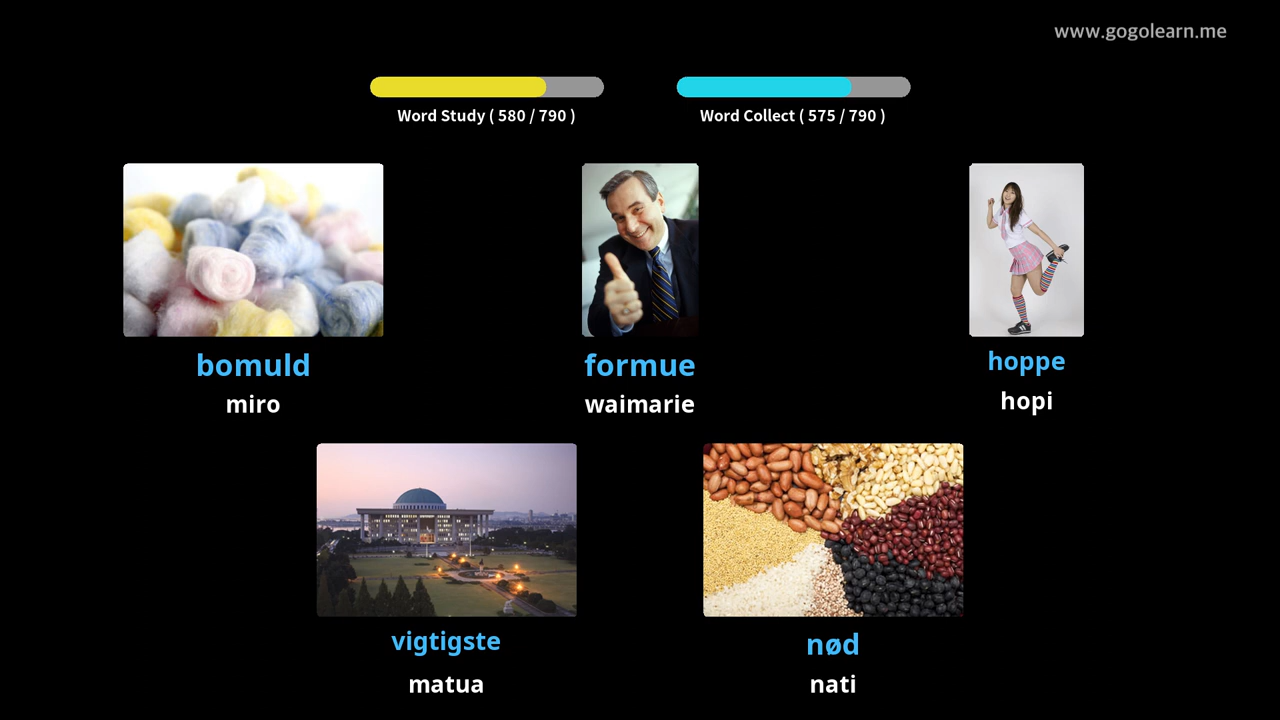 www.gogolearn.me
Word Study ( 580 / 790 )
Word Collect ( 575 / 790 )
bomuld
miro
formue
waimarie
hoppe
hopi
vigtigste
matua
nød
nati